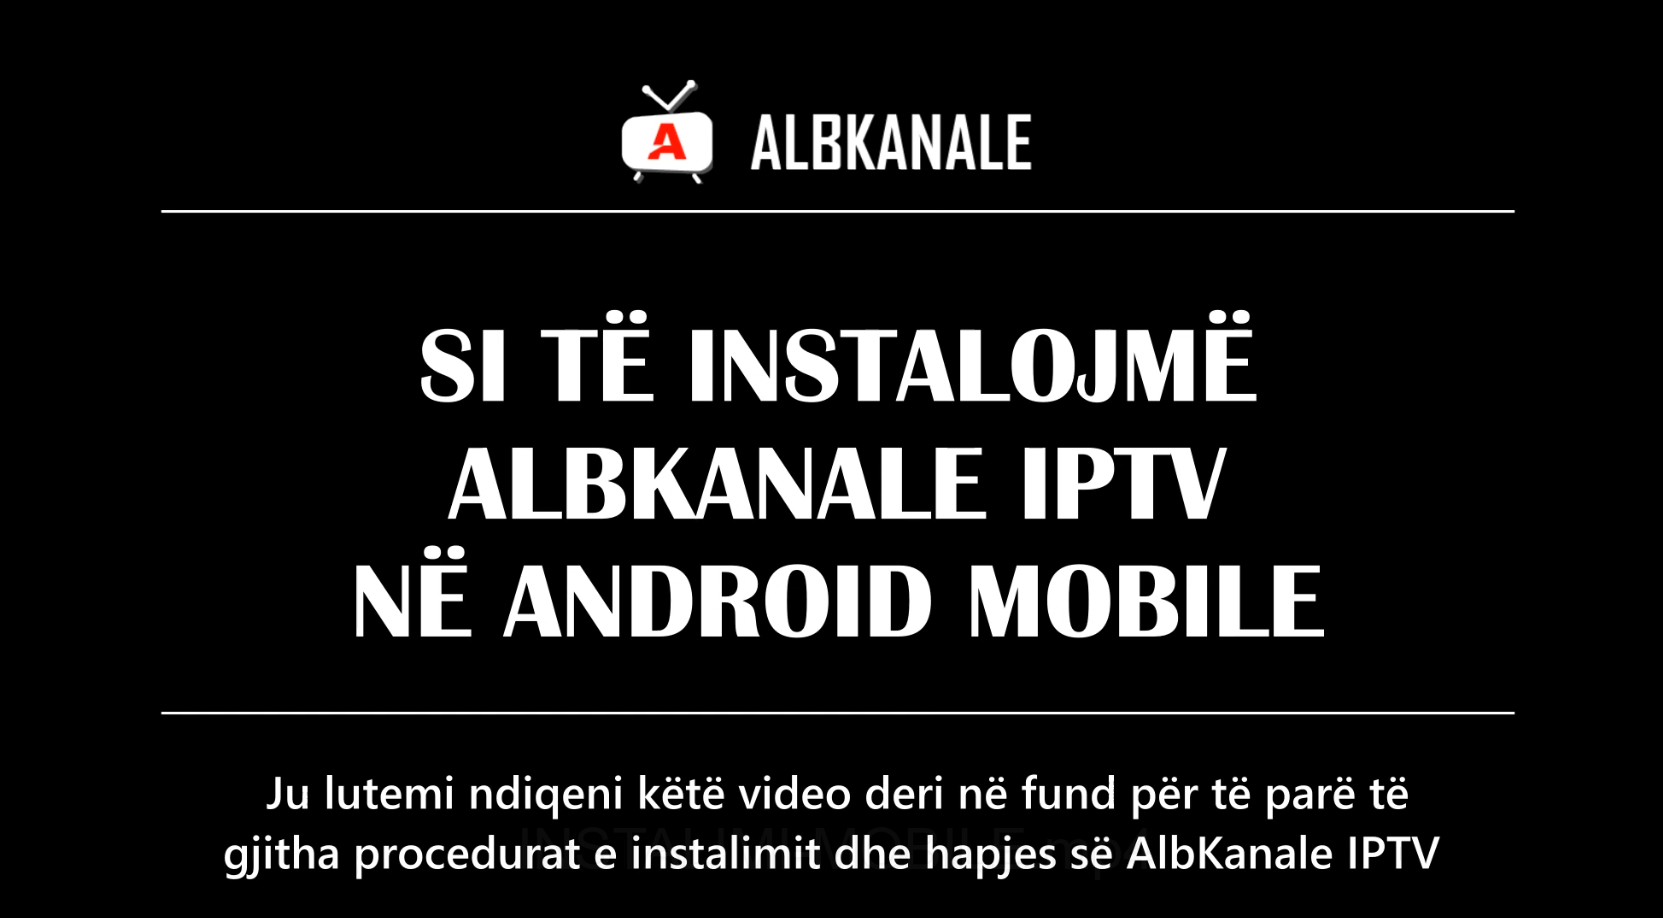 A ALBKANALE
SI TË INSTALOJMË
ALBKANALE IPTV
NË ANDROID MOBILE
Ju lutemi ndiqeni këtë video deri në fund për të parë të
gjitha procedurat e instalimit dhe hapjes së AlbKanale IPTV